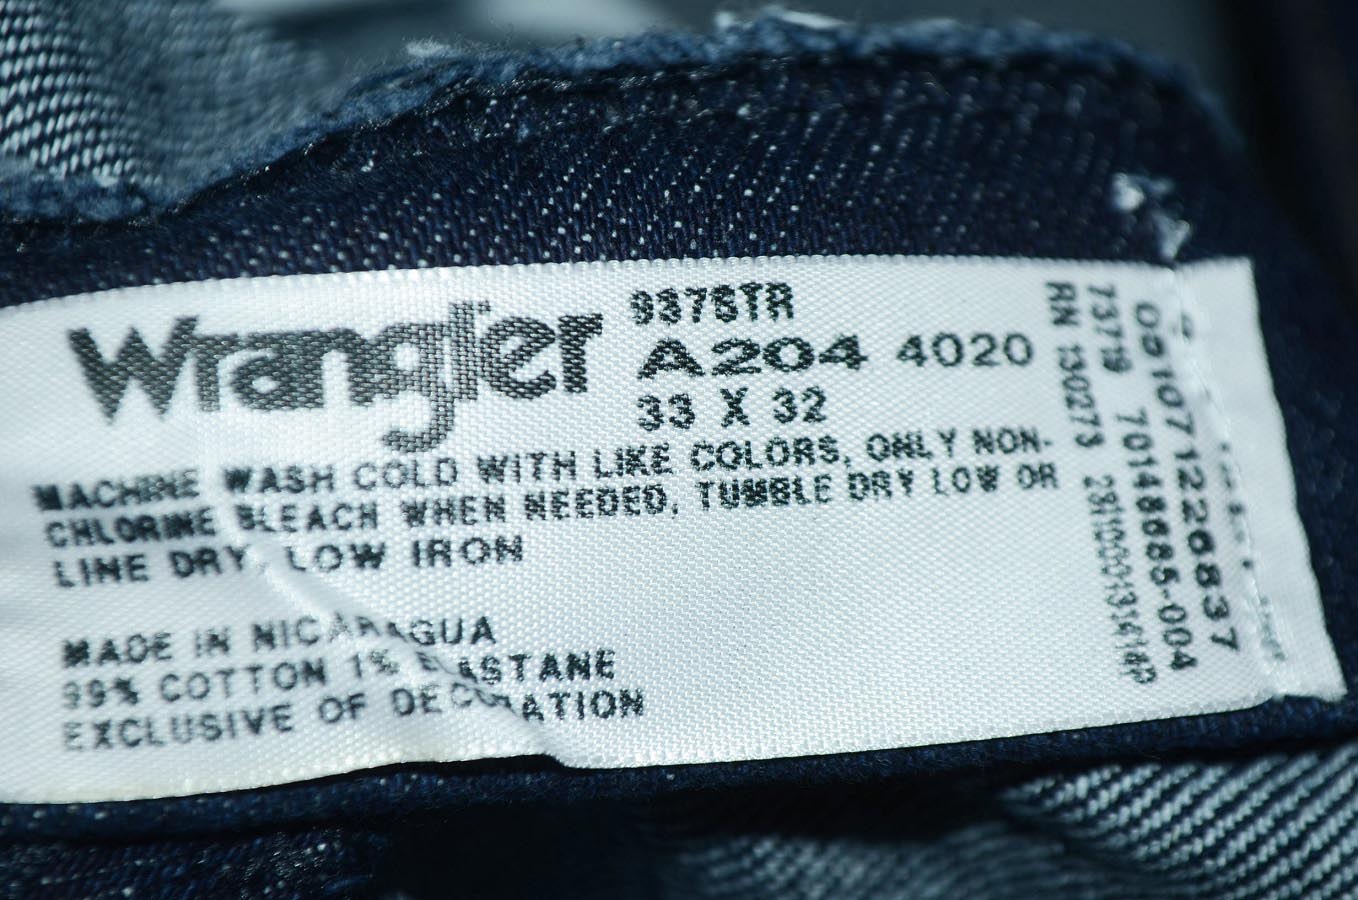 Wrangler
937STR
A204 4020
33 X 32
MACHINE WASH COLD WITH LIKE COLORS, ONLY NON-
CHLORINE BLEACH WHEN NEEDED, TUMBLE DRY LOW OR
LINE DRY, LOW IRON
MADE IN NICARAGUA
99% COTTON 1% ELASTANE
EXCLUSIVE OF DECORATION
051071226837
73719 70148685-004
RN 130273